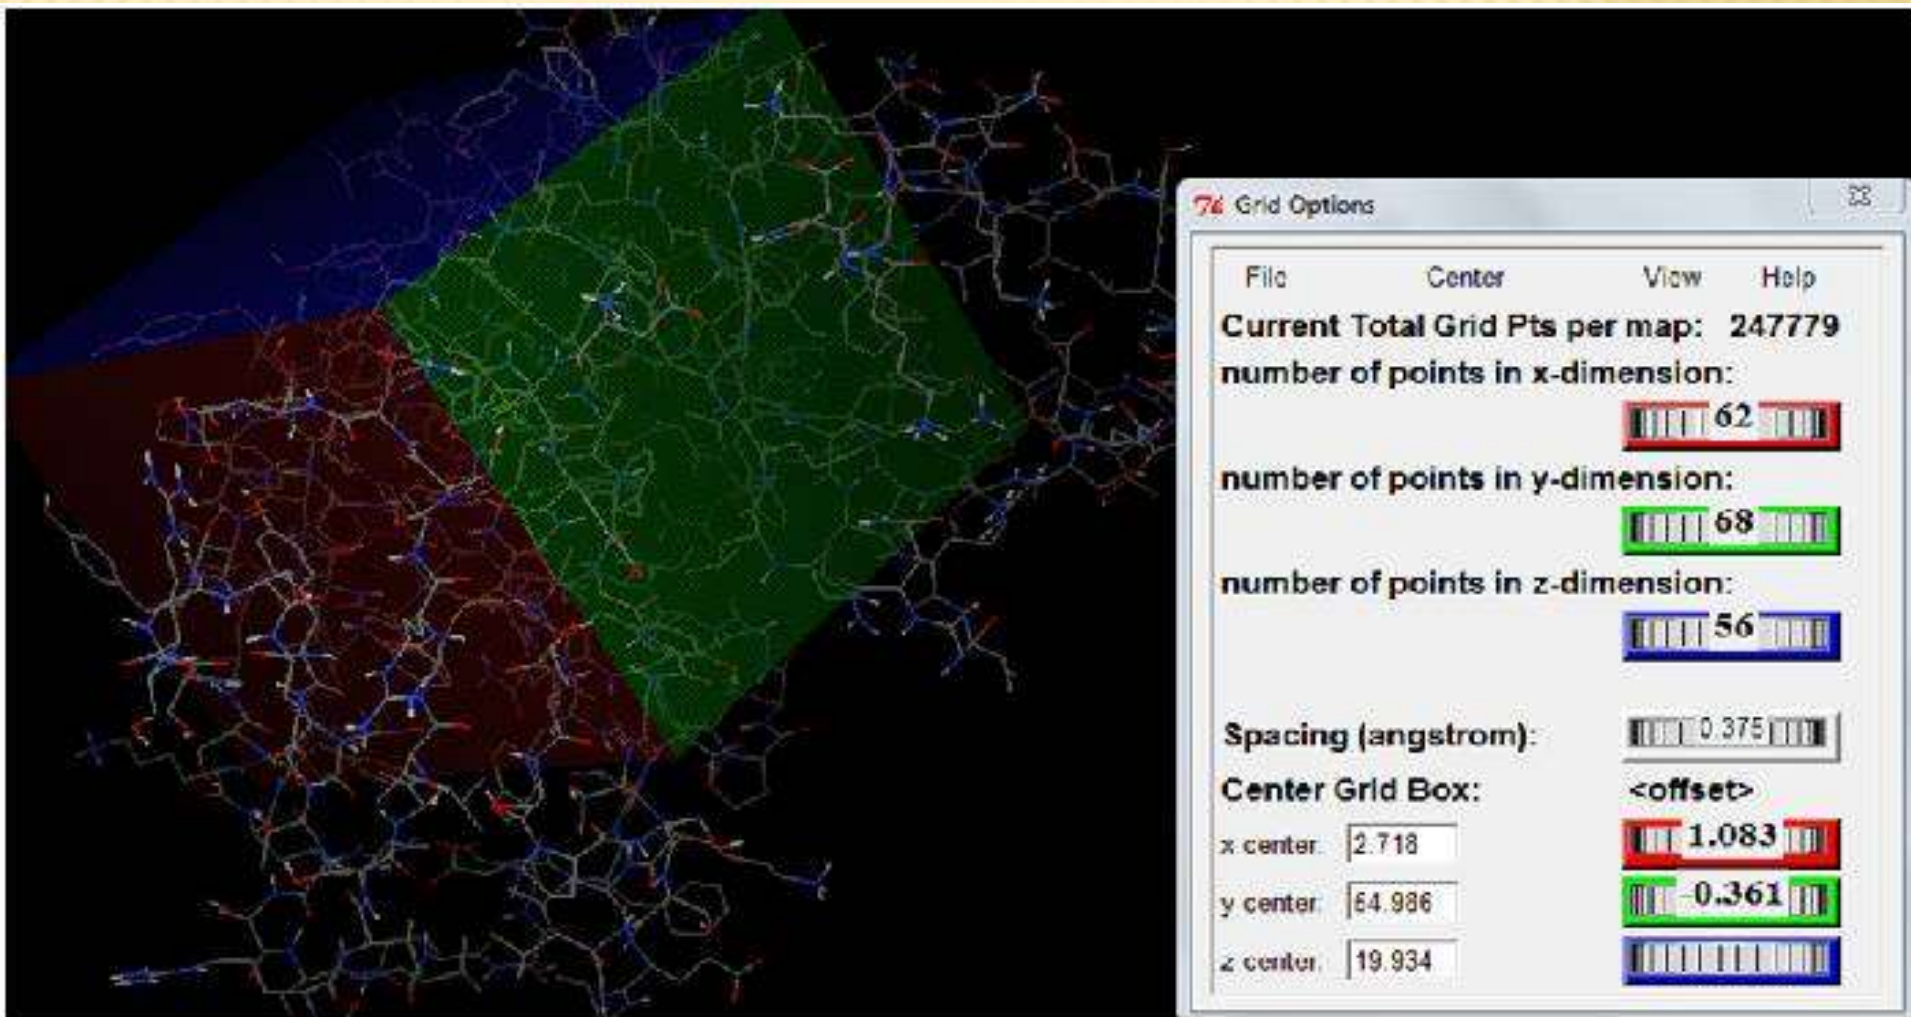 Grid Options
File Center View Help
Current Total Grid Pts per map: 247779
number of points in x-dimension:
62
number of points in y-dimension:
68
number of points in z-dimension:
56
Spacing (angstrom): 0.375
Center Grid Box: <offset>
x center: 2.718 1.083
y center: 64.986 -0.361
z center: 19.934